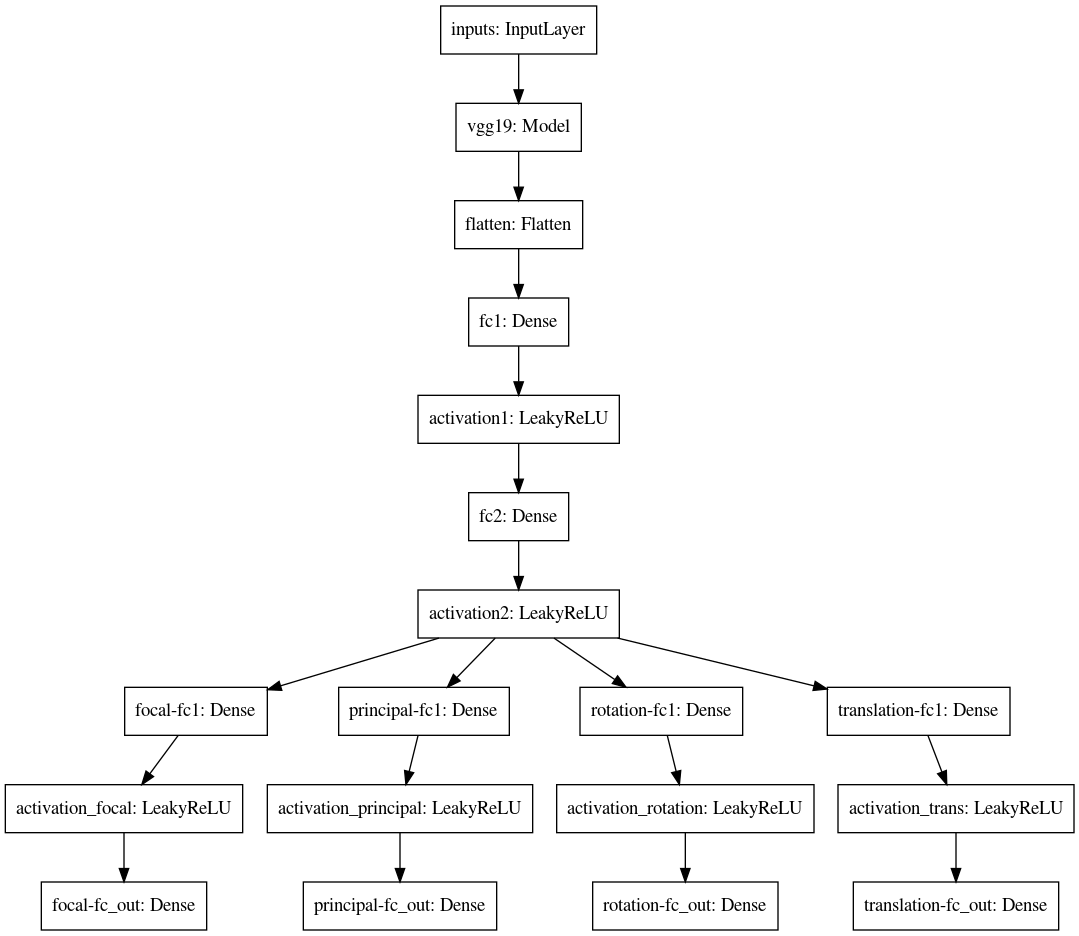 inputs: InputLayer
vgg19: Model
flatten: Flatten
fc1: Dense
activation1: LeakyReLU
fc2: Dense
activation2: LeakyReLU
focal-fc1: Dense
principal-fc1: Dense
rotation-fc1: Dense
translation-fc1: Dense
activation_focal: LeakyReLU
activation_principal: LeakyReLU
activation_rotation: LeakyReLU
activation_trans: LeakyReLU
focal-fc_out: Dense
principal-fc_out: Dense
rotation-fc_out: Dense
translation-fc_out: Dense